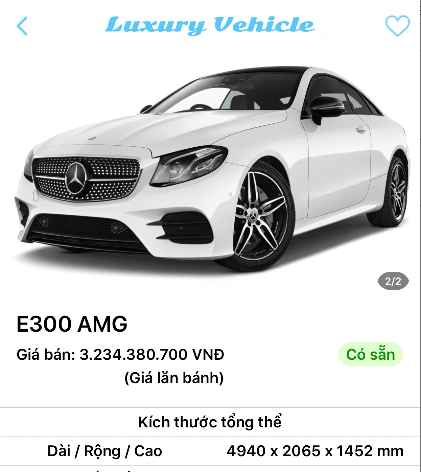 Luxury Vehicle
2/2
E300 AMG
Giá bán: 3.234.380.700 VNĐ
Có sẵn
(Giá lăn bánh)
Kích thước tổng thể
Dài / Rộng / Cao
4940 x 2065 x 1452 mm